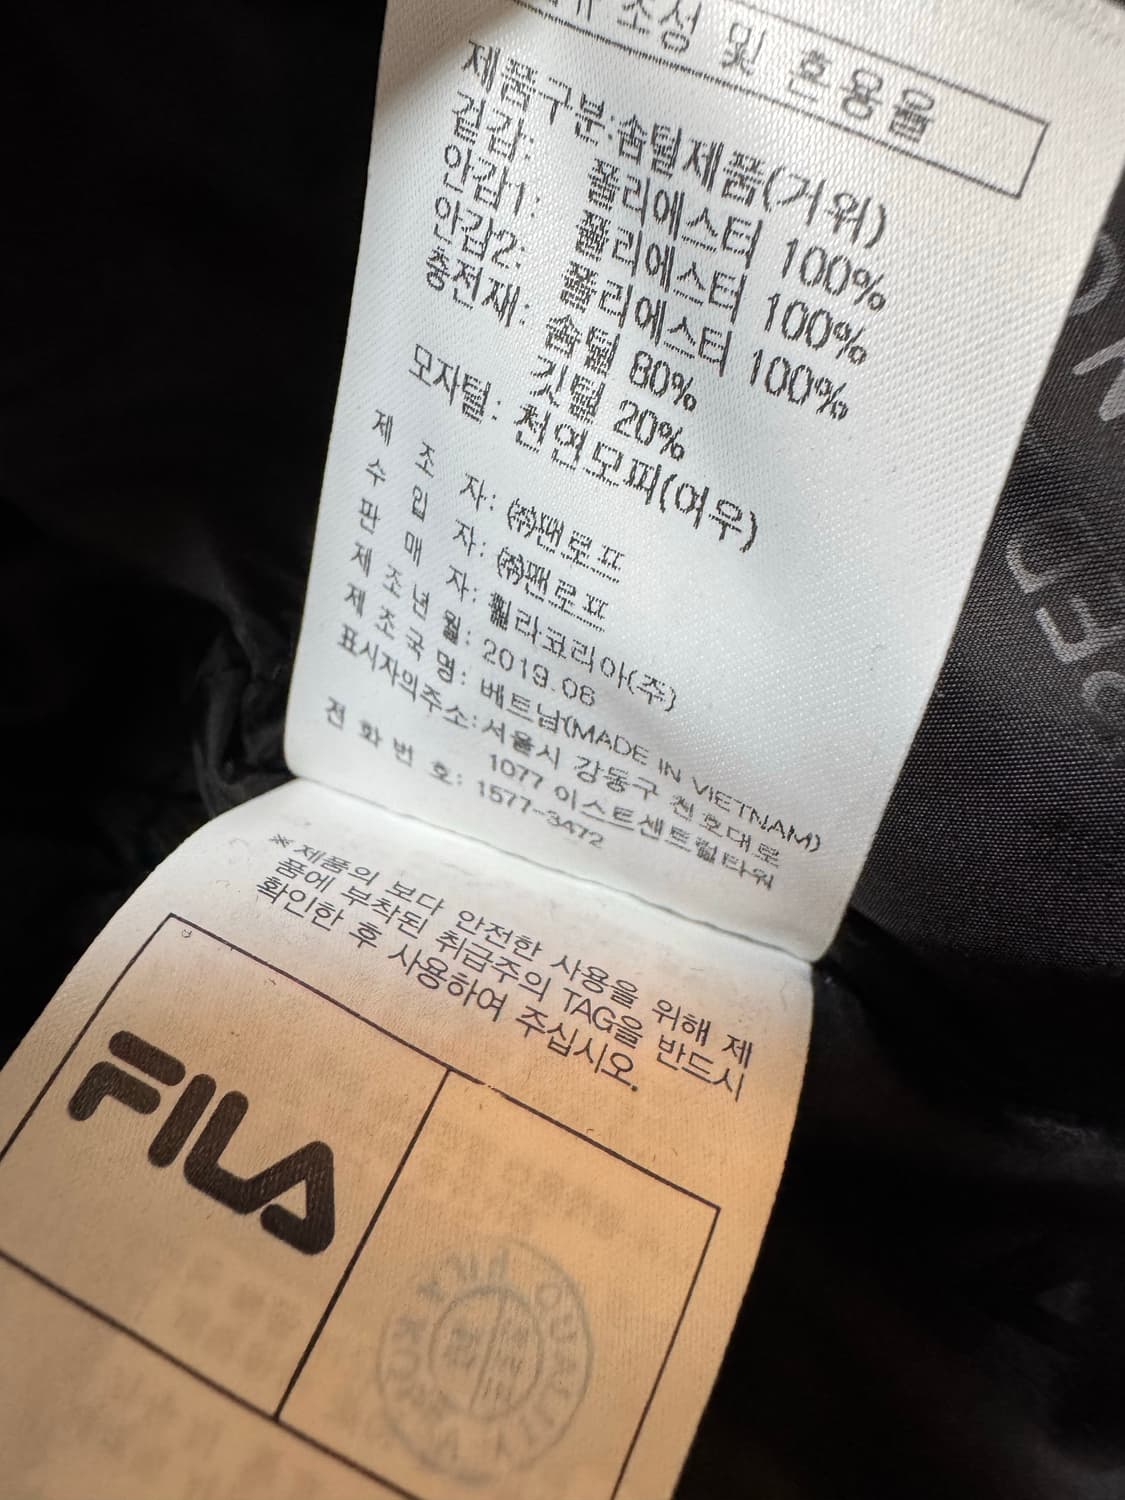 조성 및 혼용율
제품구분:솜털제품(거위)
겉감: 폴리에스터 100%
안감1: 폴리에스터 100%
안감2: 폴리에스터 100%
충전재: 솜털 80%
깃털 20%
모자털: 천연모피(여우)
제 조 자: ㈜팬로프
수 입 자: ㈜팬로프
판 매 자: 휠라코리아(주)
제 조 년 월: 2019.06
제 조 국 명: 베트남(MADE IN VIETNAM)
표시자의주소: 서울시 강동구 천호대로
1077 이스트센트럴타워
전 화 번 호: 1577-3472
※제품의 보다 안전한 사용을 위해 제
품에 부착된 취급주의 TAG을 반드시
확인한 후 사용하여 주십시오.
FILA